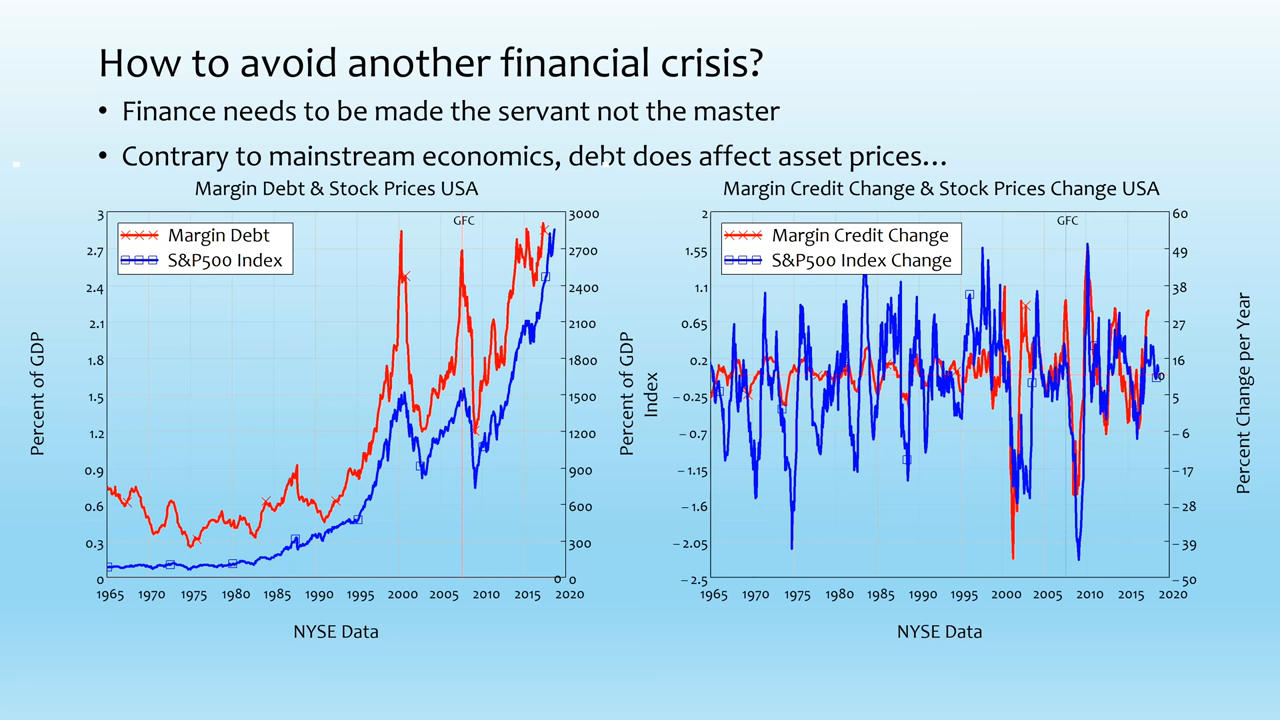 How to avoid another financial crisis?
• Finance needs to be made the servant not the master
• Contrary to mainstream economics, debt does affect asset prices…
Margin Debt & Stock Prices USA
Percent of GDP
3
2.7
2.4
2.1
1.8
1.5
1.2
0.9
0.6
0.3
0
GFC
Margin Debt
S&P500 Index
3000
2700
2400
2100
1800
1500
1200
900
600
300
0
0
Index
1965 1970 1975 1980 1985 1990 1995 2000 2005 2010 2015 2020
NYSE Data
Margin Credit Change & Stock Prices Change USA
Percent of GDP
2
1.55
1.1
0.65
0.2
−0.25
−0.7
−1.15
−1.6
−2.05
−2.5
GFC
Margin Credit Change
S&P500 Index Change
60
49
38
27
16
0
5
−6
−17
−28
−39
−50
Percent Change per Year
1965 1970 1975 1980 1985 1990 1995 2000 2005 2010 2015 2020
NYSE Data